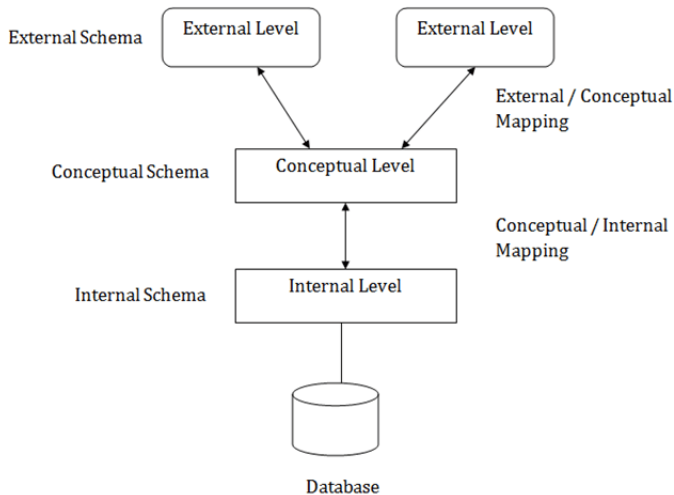 External Level
External Level
External Schema
External / Conceptual
Mapping
Conceptual Level
Conceptual Schema
Conceptual / Internal
Mapping
Internal Level
Internal Schema
Database